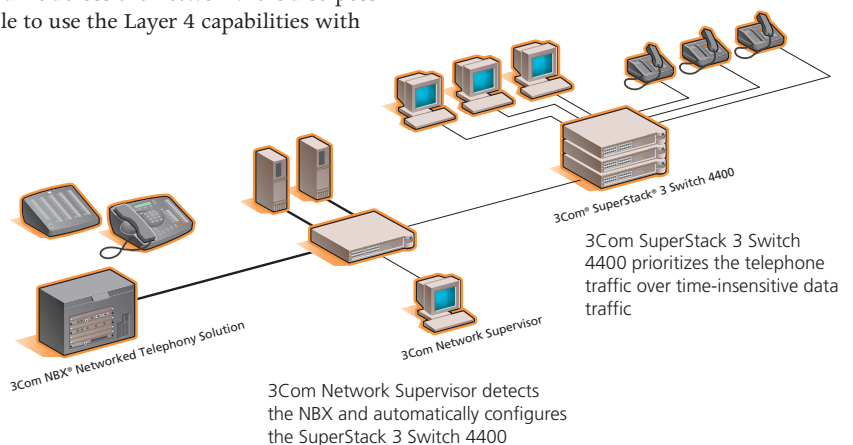 le to use the Layer 4 capabilities with
3Com® SuperStack® 3 Switch 4400
3Com SuperStack 3 Switch
4400 prioritizes the telephone
traffic over time-insensitive data
traffic
3Com Network Supervisor
3Com NBX® Networked Telephony Solution
3Com Network Supervisor detects
the NBX and automatically configures
the SuperStack 3 Switch 4400